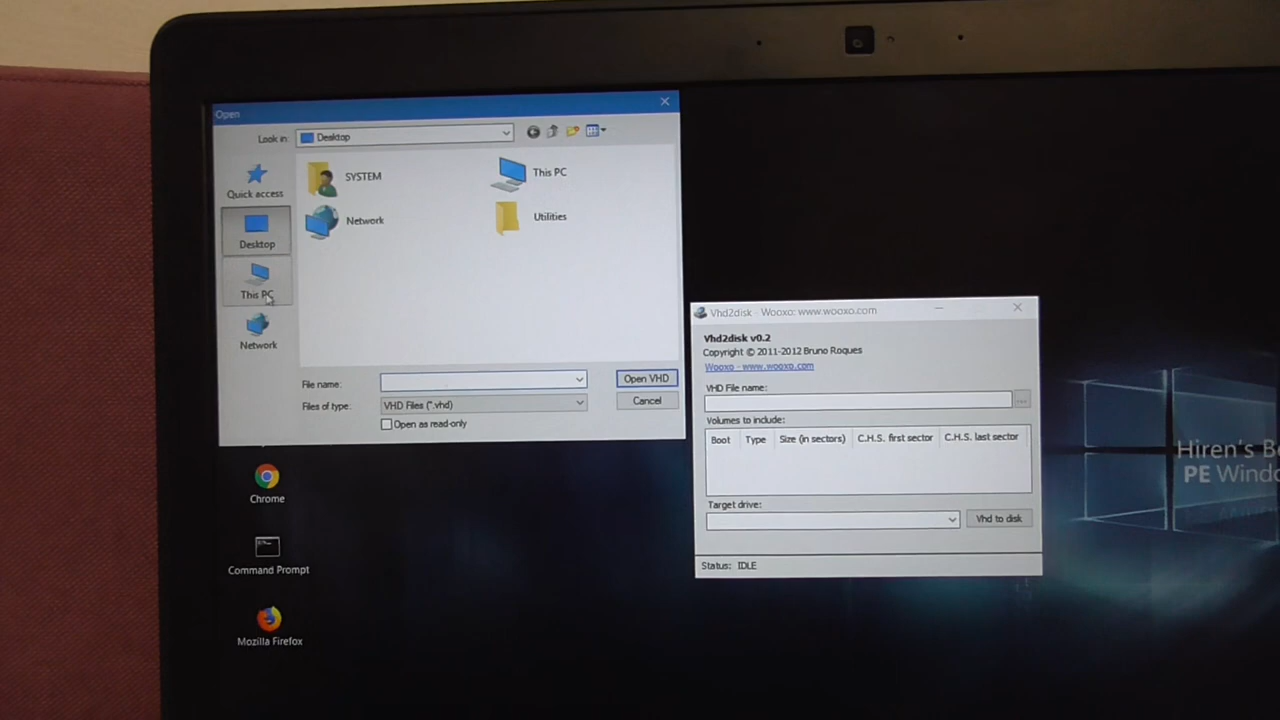 Open
Look in:
Desktop
Quick access
Desktop
This PC
Network
SYSTEM
This PC
Network
Utilities
File name:
Files of type:
VHD Files (*.vhd)
Open as read-only
Open VHD
Cancel
Vhd2disk - Wooxo: www.wooxo.com
Vhd2disk v0.2
Copyright © 2011-2012 Bruno Roques
Wooxo - www.wooxo.com
VHD File name:
...
Volumes to include:
Boot Type Size (in sectors) C.H.S. first sector C.H.S. last sector
Target drive:
Vhd to disk
Status: IDLE
Chrome
Command Prompt
Mozilla Firefox
Hiren's
PE